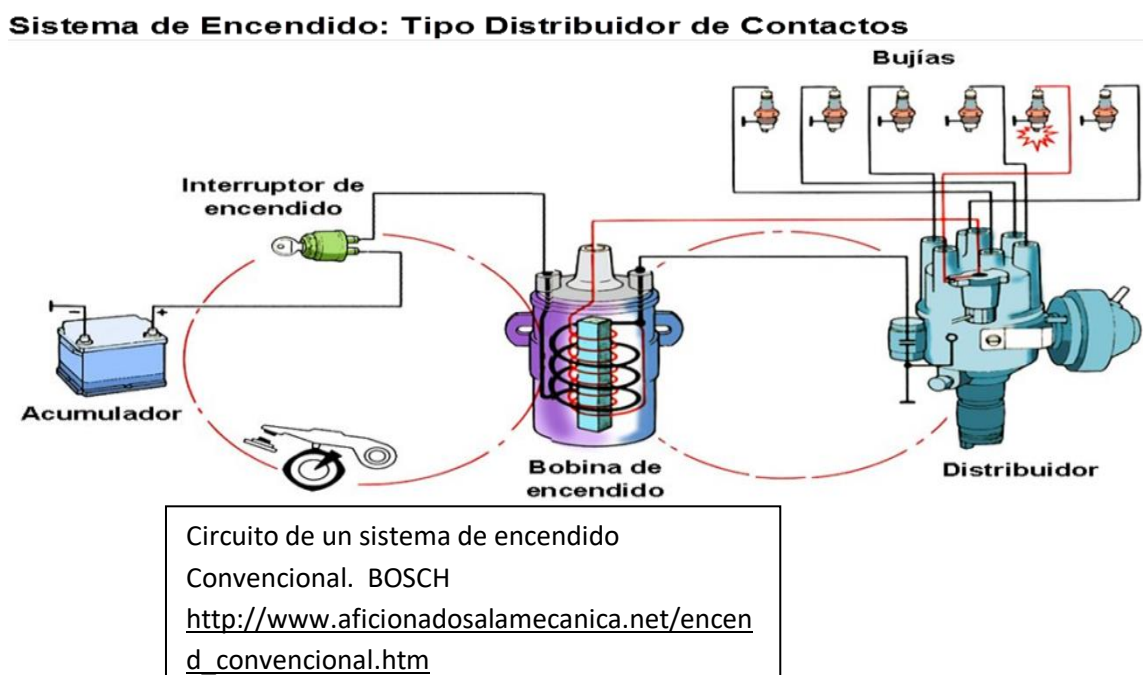 Sistema de Encendido: Tipo Distribuidor de Contactos
Bujías
Interruptor de
encendido
- +
Acumulador
Bobina de
encendido
Distribuidor
Circuito de un sistema de encendido
Convencional. BOSCH
http://www.aficionadosalamecanica.net/encen
d_convencional.htm